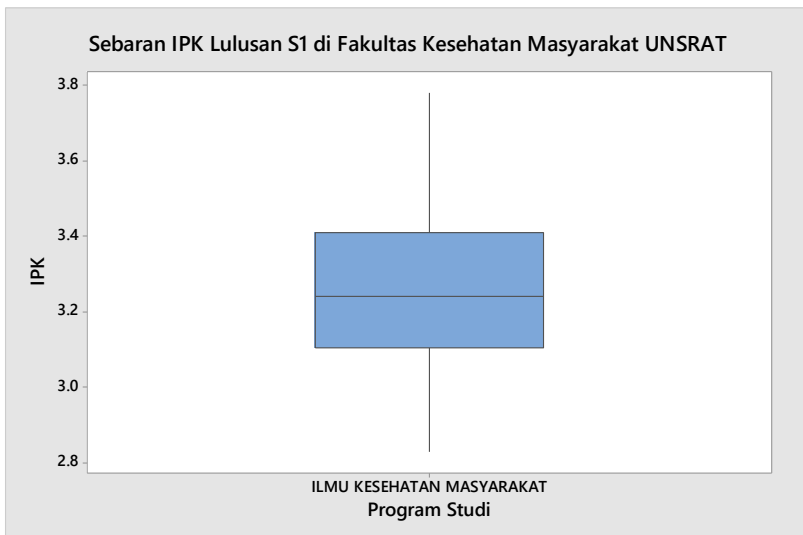 Sebaran IPK Lulusan S1 di Fakultas Kesehatan Masyarakat UNSRAT
3.8
3.6
3.4
3.2
3.0
2.8
IPK
ILMU KESEHATAN MASYARAKAT
Program Studi